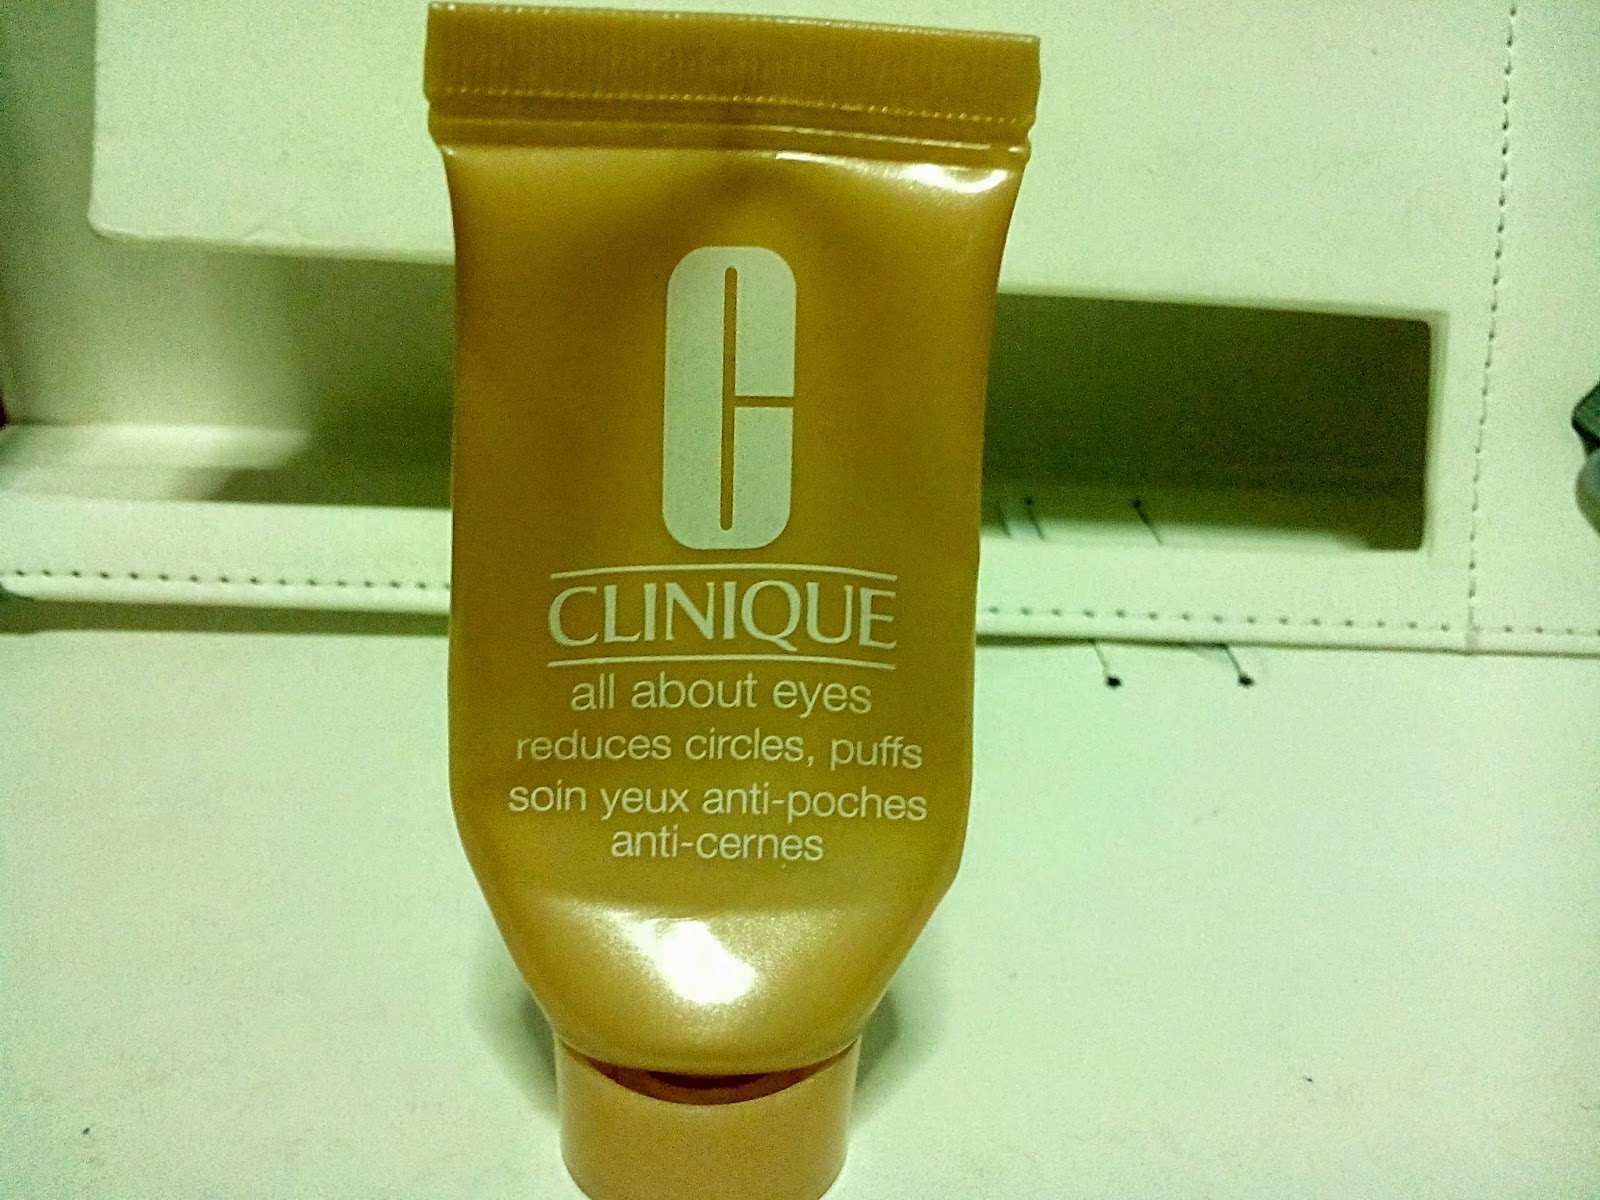 C
CLINIQUE
all about eyes
reduces circles, puffs
soin yeux anti-poches
anti-cernes